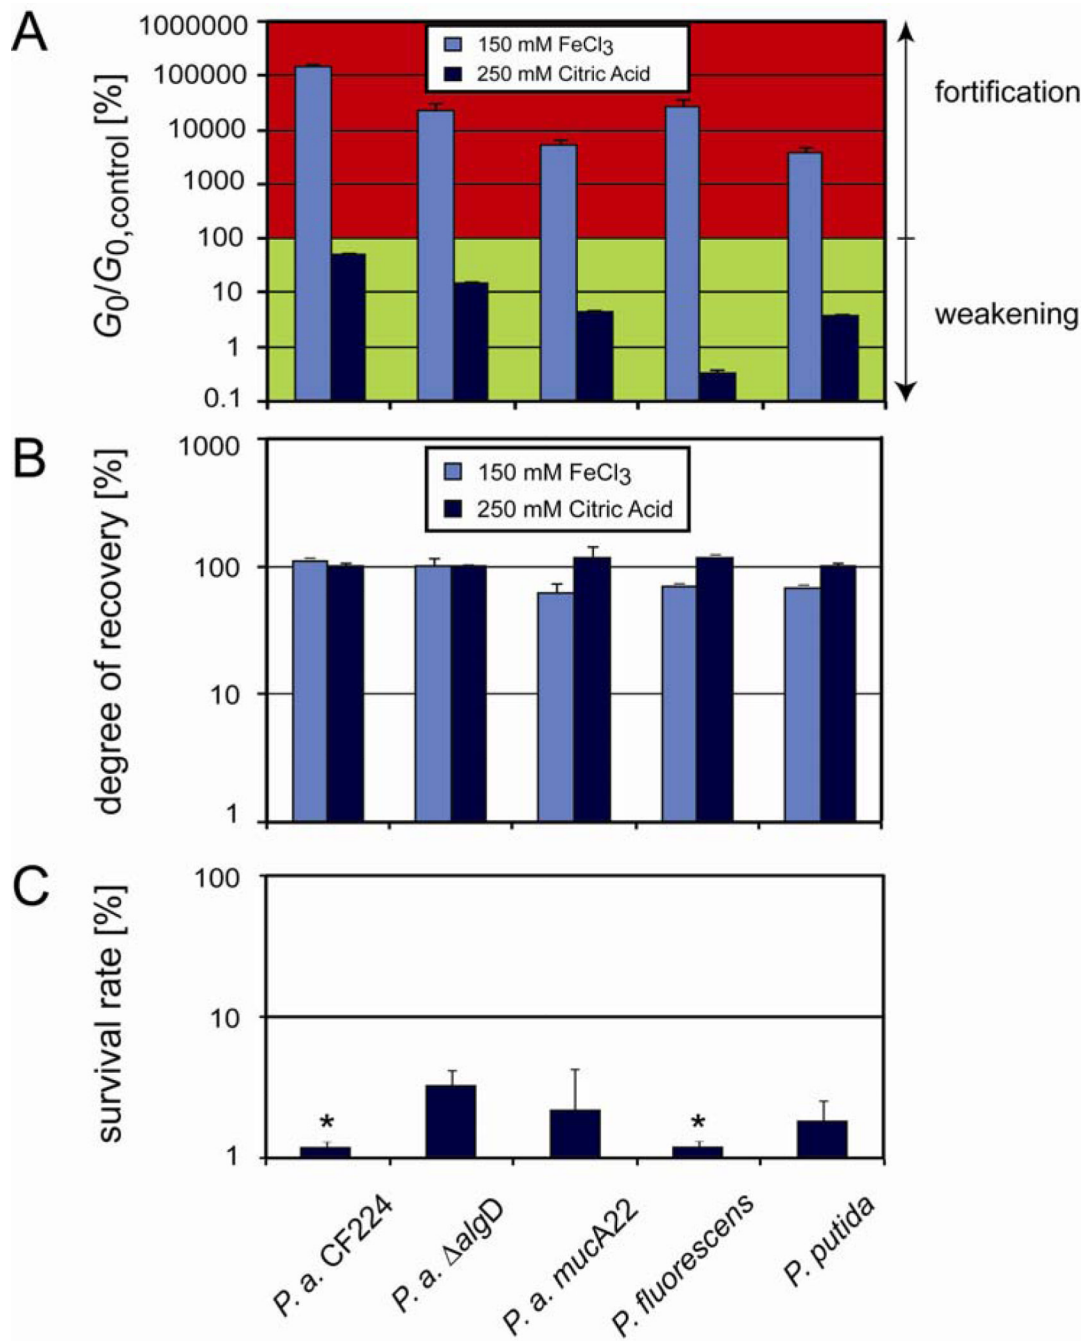 A
G0/G0,control [%]
1000000
100000
10000
1000
100
10
1
0.1
150 mM FeCl3
250 mM Citric Acid
fortification
weakening
B
degree of recovery [%]
1000
100
10
1
150 mM FeCl3
250 mM Citric Acid
C
survival rate [%]
100
10
1
*
*
P. a. CF224
P. a. ΔalgD
P. a. mucA22
P. fluorescens
P. putida